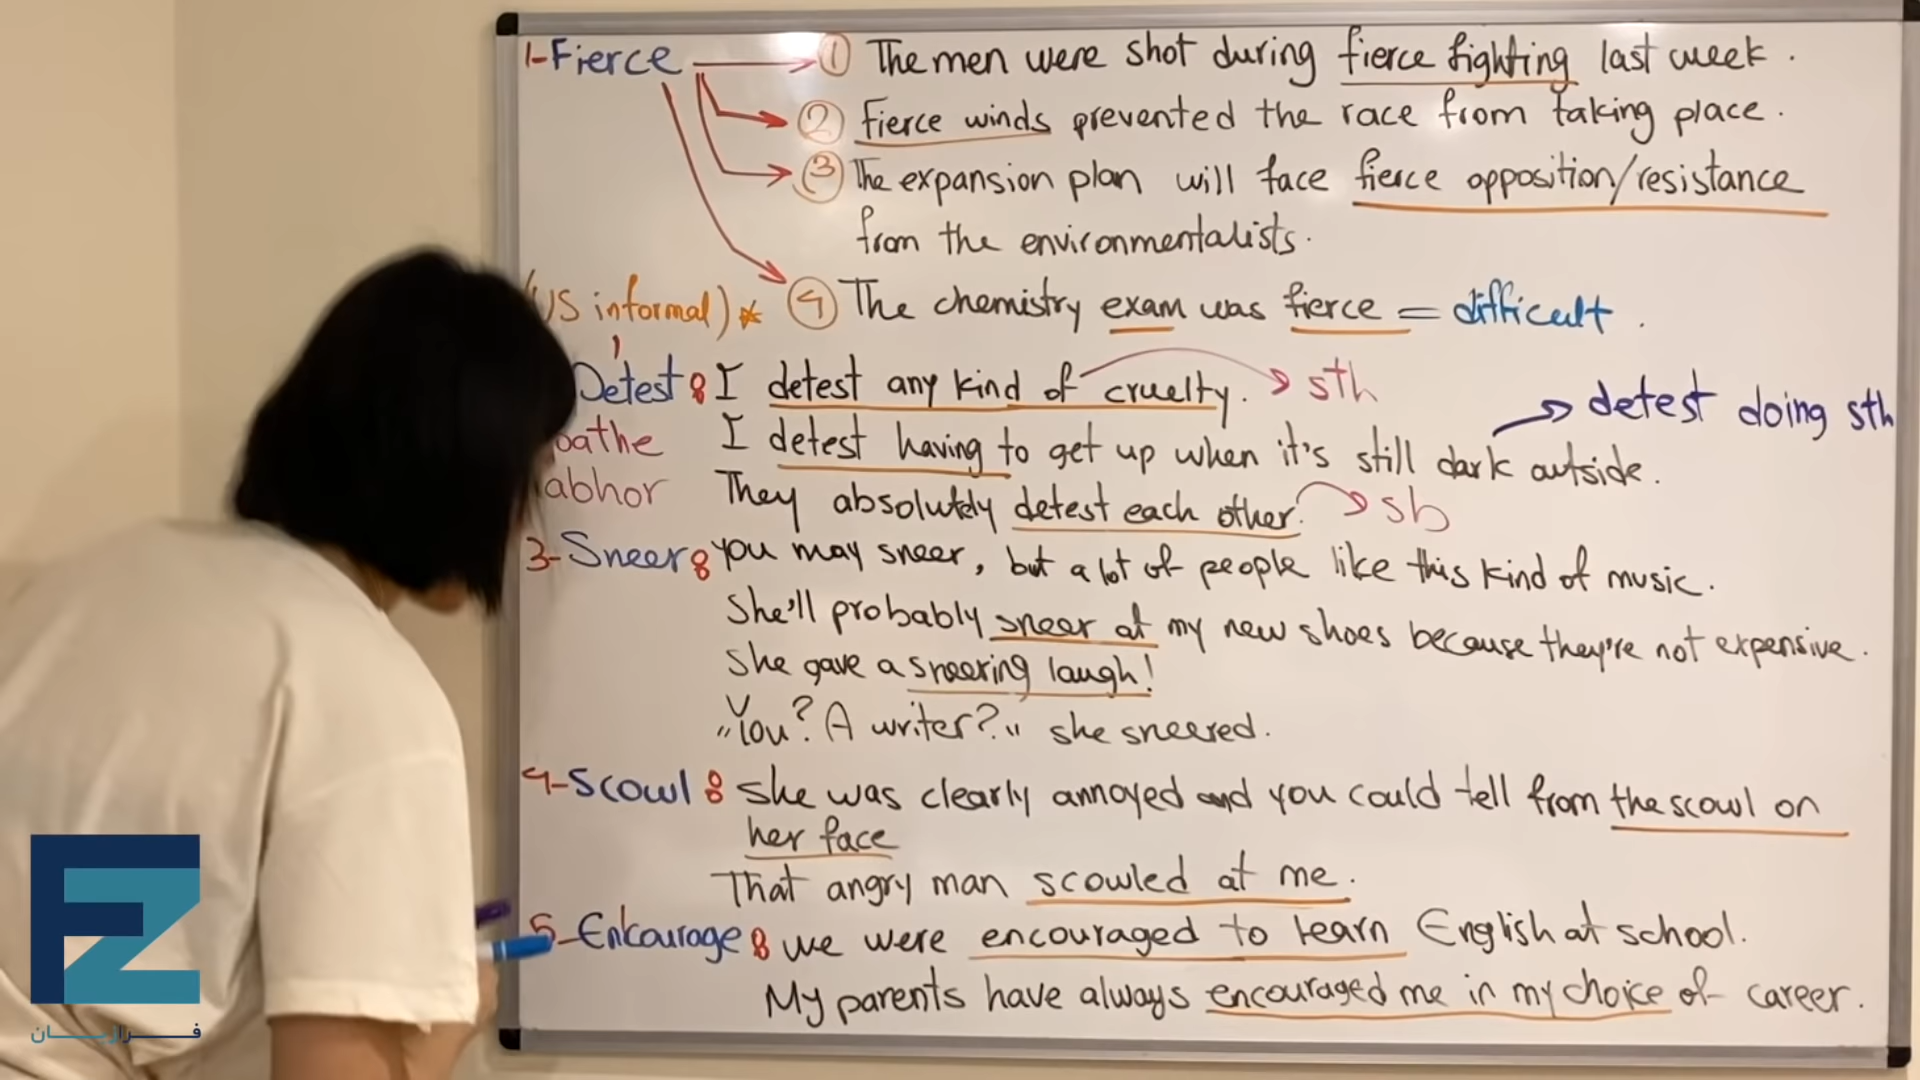 1-Fierce ① The men were shot during fierce fighting last week.
② Fierce winds prevented the race from taking place.
③ The expansion plan will face fierce opposition/resistance
from the environmentalists.
(US informal) * ④ The chemistry exam was fierce = difficult.
Detest: I detest any kind of cruelty. → sth
→ detest doing sth
oathe I detest having to get up when it's still dark outside.
abhor They absolutely detest each other. → sb
3-Sneer: you may sneer, but a lot of people like this kind of music.
She'll probably sneer at my new shoes because they're not expensive.
She gave a sneering laugh!
"You? A writer?" she sneered.
4-Scowl: she was clearly annoyed and you could tell from the scowl on
her face
That angry man scowled at me.
5-Encourage: we were encouraged to learn English at school.
My parents have always encouraged me in my choice of career.
FZ
فرازبان